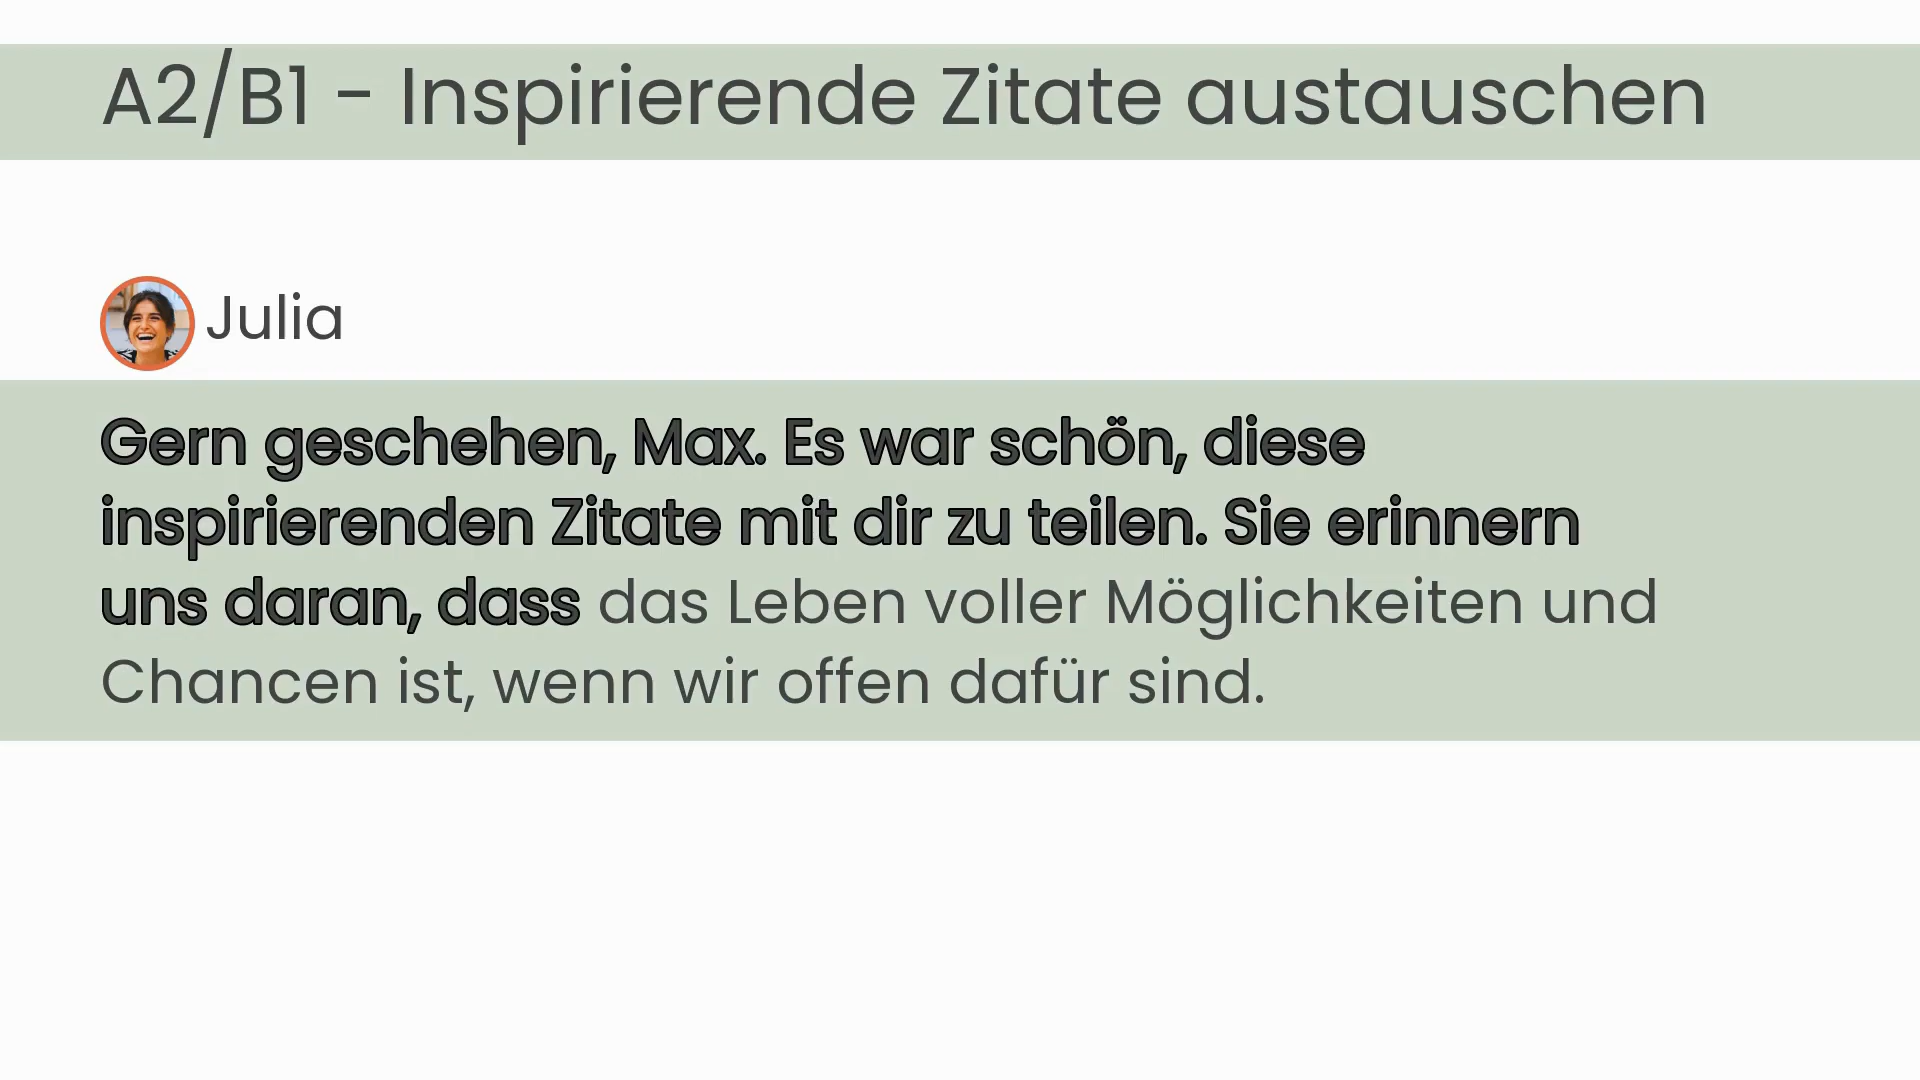 A2/B1 - Inspirierende Zitate austauschen
Julia
Gern geschehen, Max. Es war schön, diese
inspirierenden Zitate mit dir zu teilen. Sie erinnern
uns daran, dass das Leben voller Möglichkeiten und
Chancen ist, wenn wir offen dafür sind.